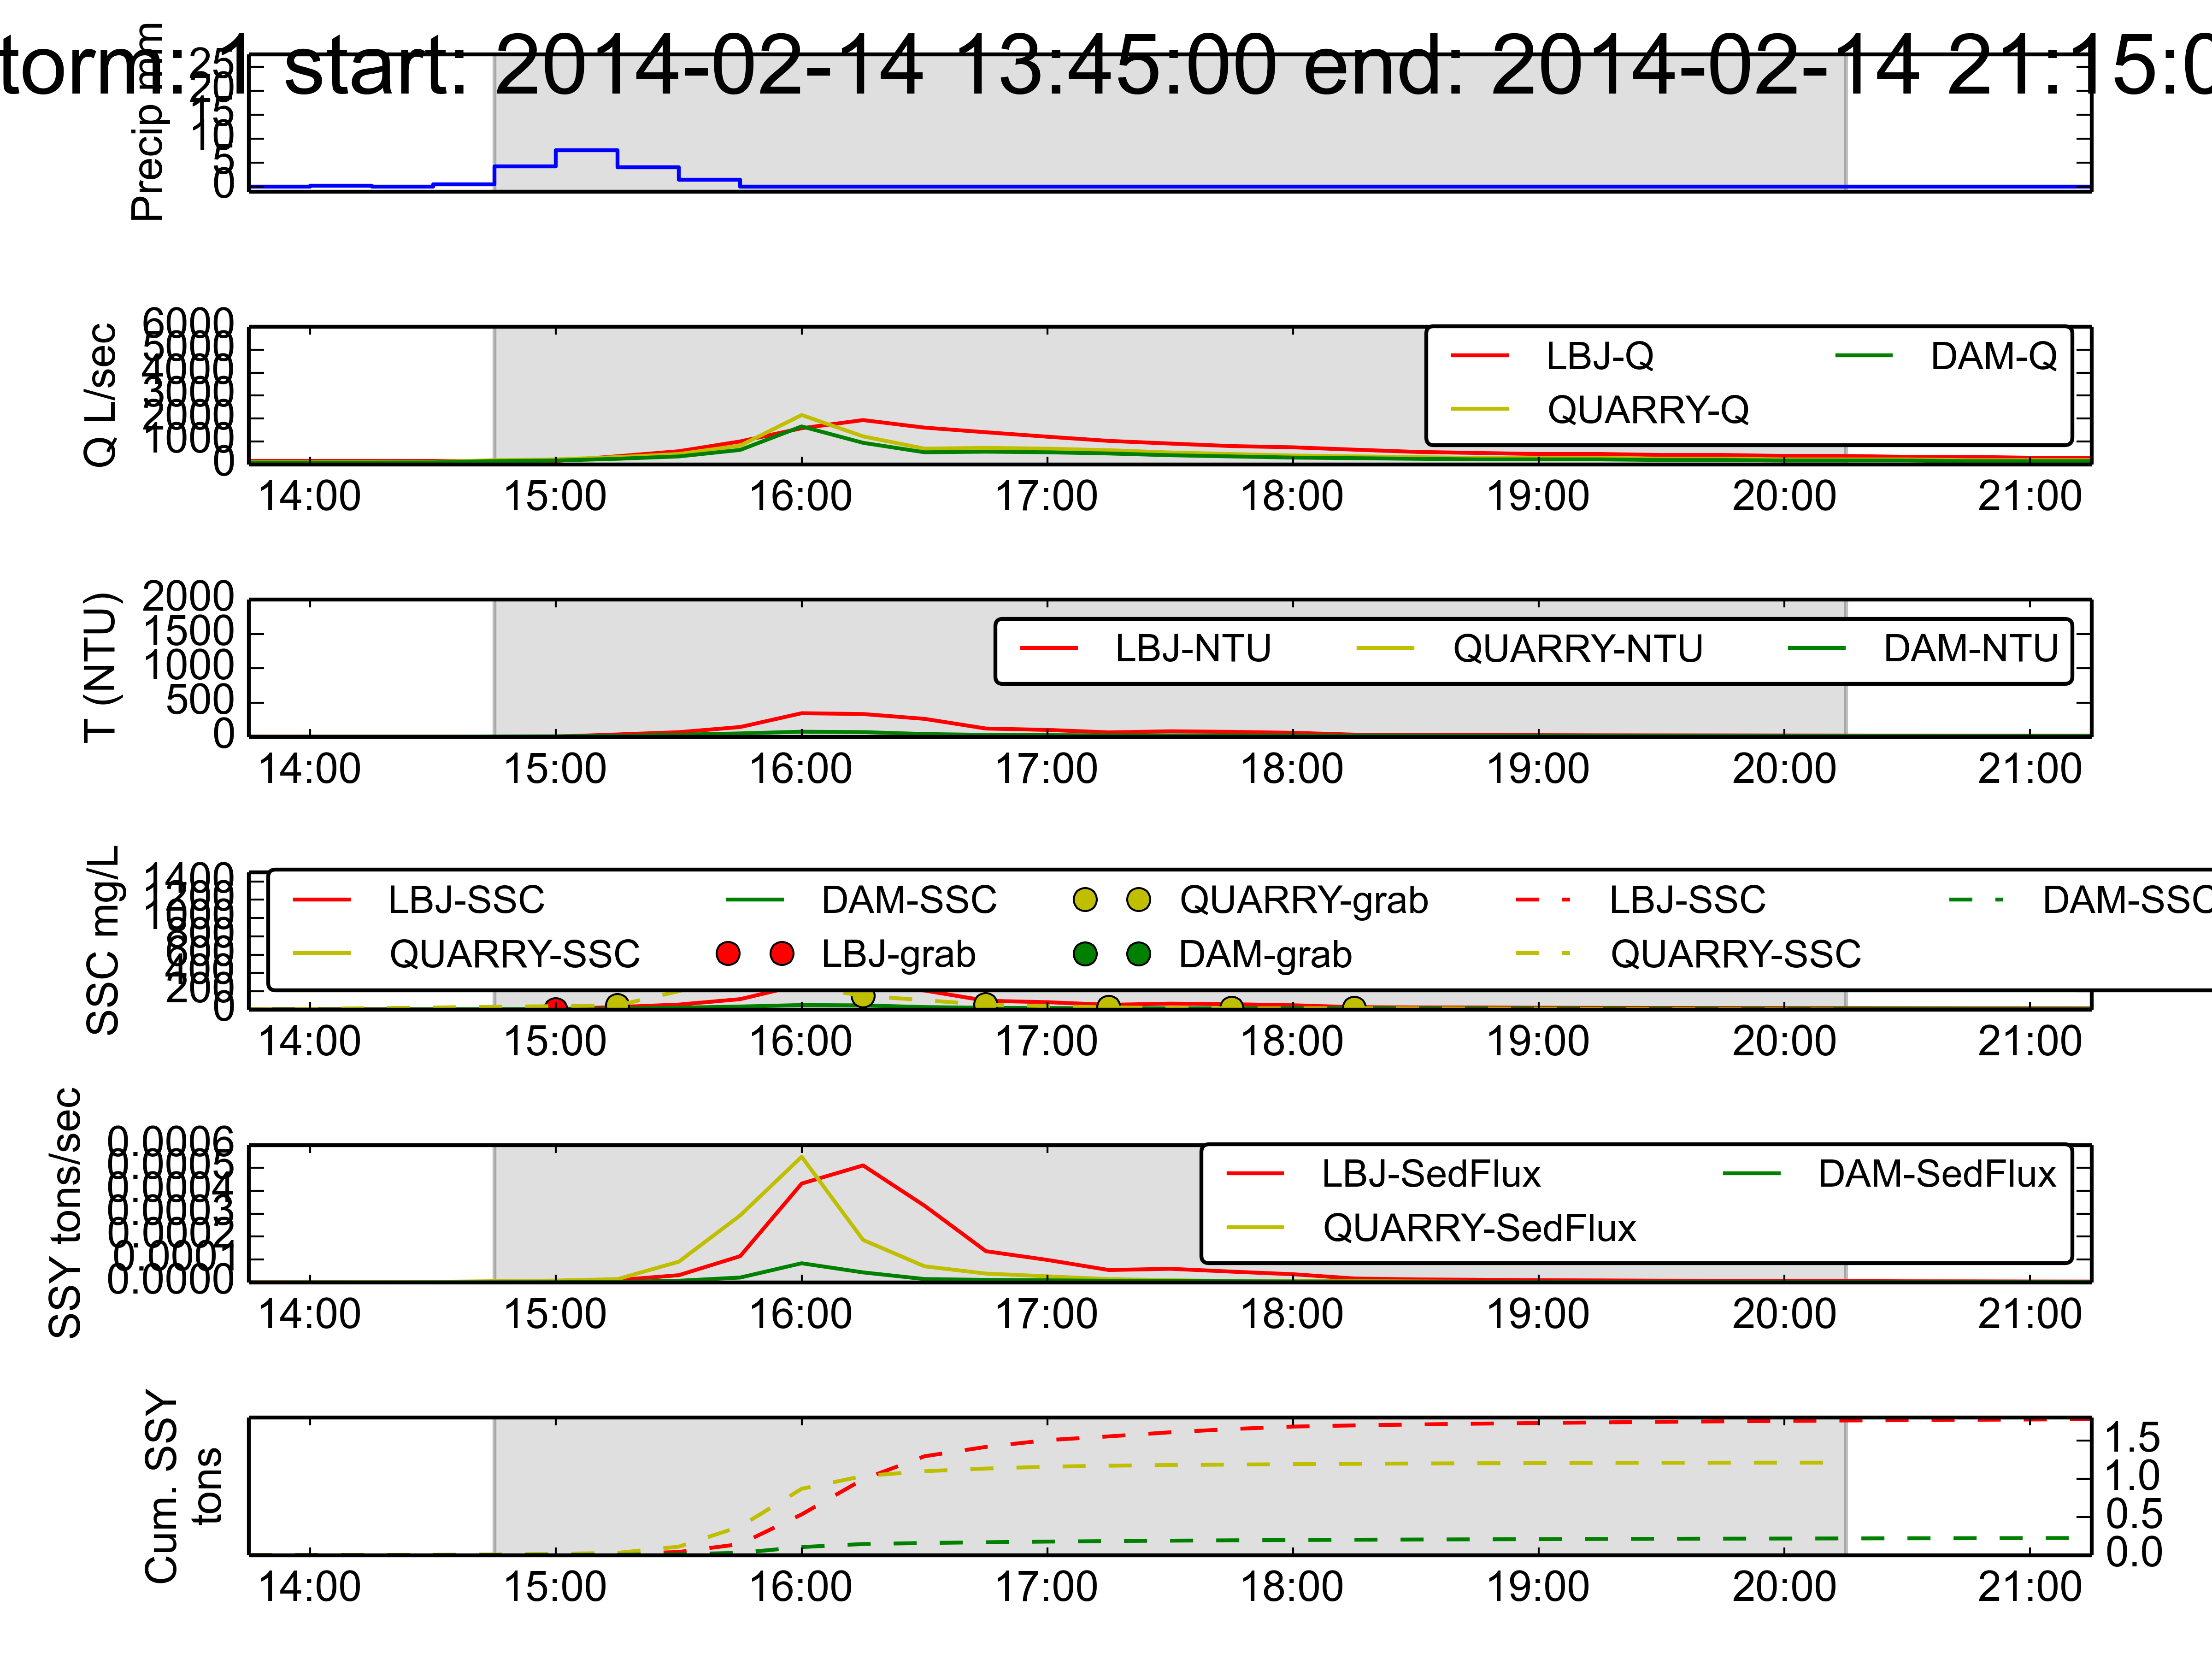 torm: 1 start: 2014-02-14 13:45:00 end: 2014-02-14 21:15:0
Precip mm
25
20
15
10
5
0
Q L/sec
6000
5000
4000
3000
2000
1000
0
LBJ-Q
DAM-Q
QUARRY-Q
14:00 15:00 16:00 17:00 18:00 19:00 20:00 21:00
T (NTU)
2000
1500
1000
500
0
LBJ-NTU QUARRY-NTU DAM-NTU
14:00 15:00 16:00 17:00 18:00 19:00 20:00 21:00
SSC mg/L
1400
1200
1000
800
600
400
200
0
LBJ-SSC DAM-SSC QUARRY-grab LBJ-SSC DAM-SSC
QUARRY-SSC LBJ-grab DAM-grab QUARRY-SSC
14:00 15:00 16:00 17:00 18:00 19:00 20:00 21:00
SSY tons/sec
0.0006
0.0005
0.0004
0.0003
0.0002
0.0001
0.0000
LBJ-SedFlux DAM-SedFlux
QUARRY-SedFlux
14:00 15:00 16:00 17:00 18:00 19:00 20:00 21:00
Cum. SSY
tons
1.5
1.0
0.5
0.0
14:00 15:00 16:00 17:00 18:00 19:00 20:00 21:00